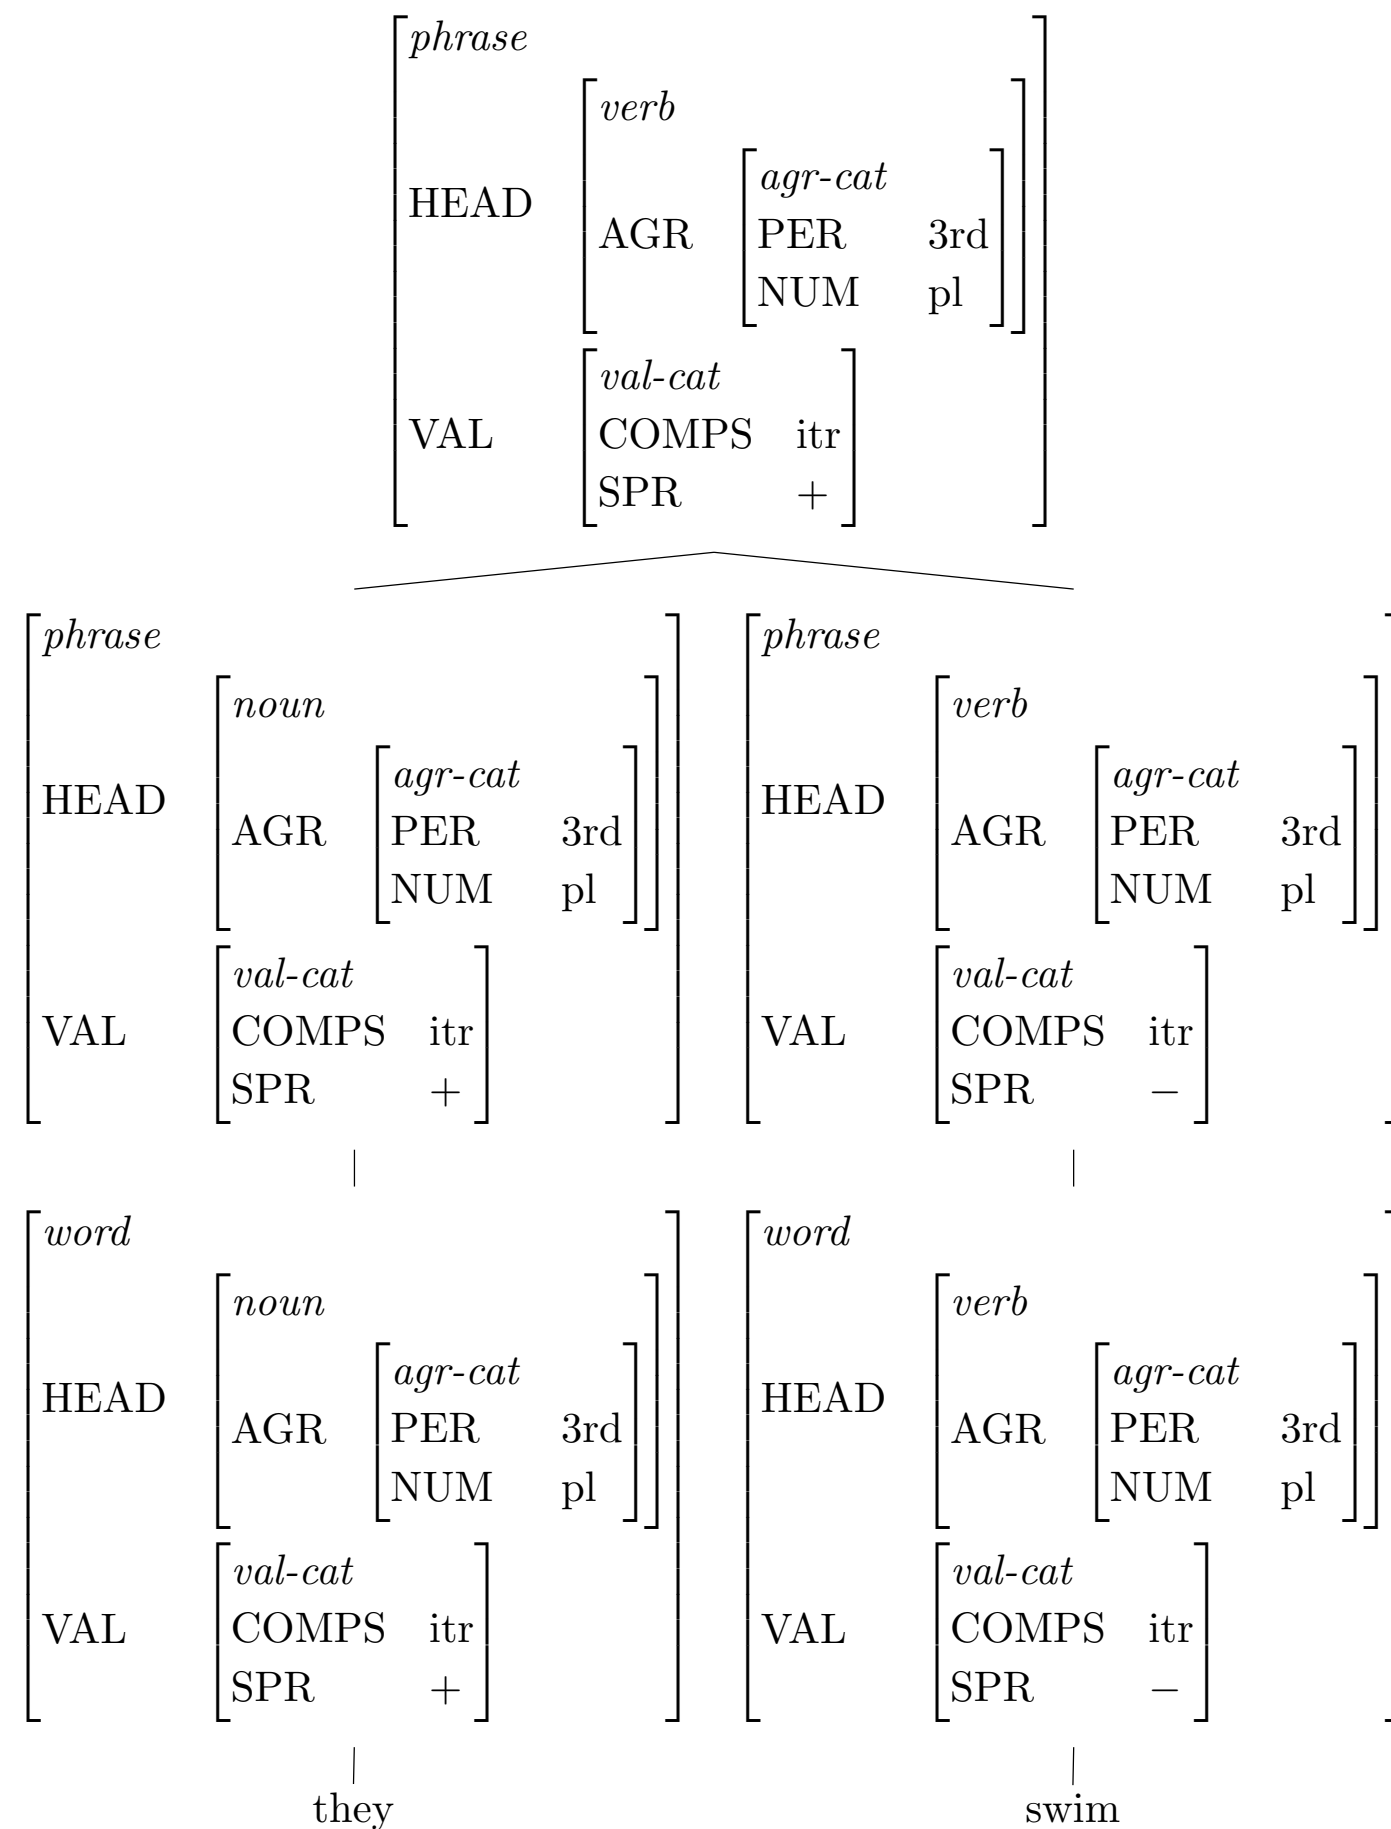 phrase
verb
agr-cat
HEAD
AGR PER 3rd
NUM pl
val-cat
VAL COMPS itr
SPR +
phrase phrase
noun verb
agr-cat agr-cat
HEAD HEAD
AGR PER 3rd AGR PER 3rd
NUM pl NUM pl
val-cat val-cat
VAL COMPS itr VAL COMPS itr
SPR + SPR −
word word
noun verb
agr-cat agr-cat
HEAD HEAD
AGR PER 3rd AGR PER 3rd
NUM pl NUM pl
val-cat val-cat
VAL COMPS itr VAL COMPS itr
SPR + SPR −
they swim